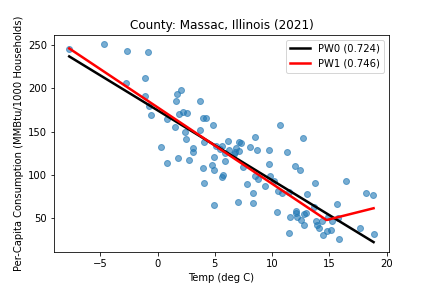 County: Massac, Illinois (2021)
Per-Capita Consumption (MMBtu/1000 Households)
250
200
150
100
50
PW0 (0.724)
PW1 (0.746)
−5
0
5
10
15
20
Temp (deg C)